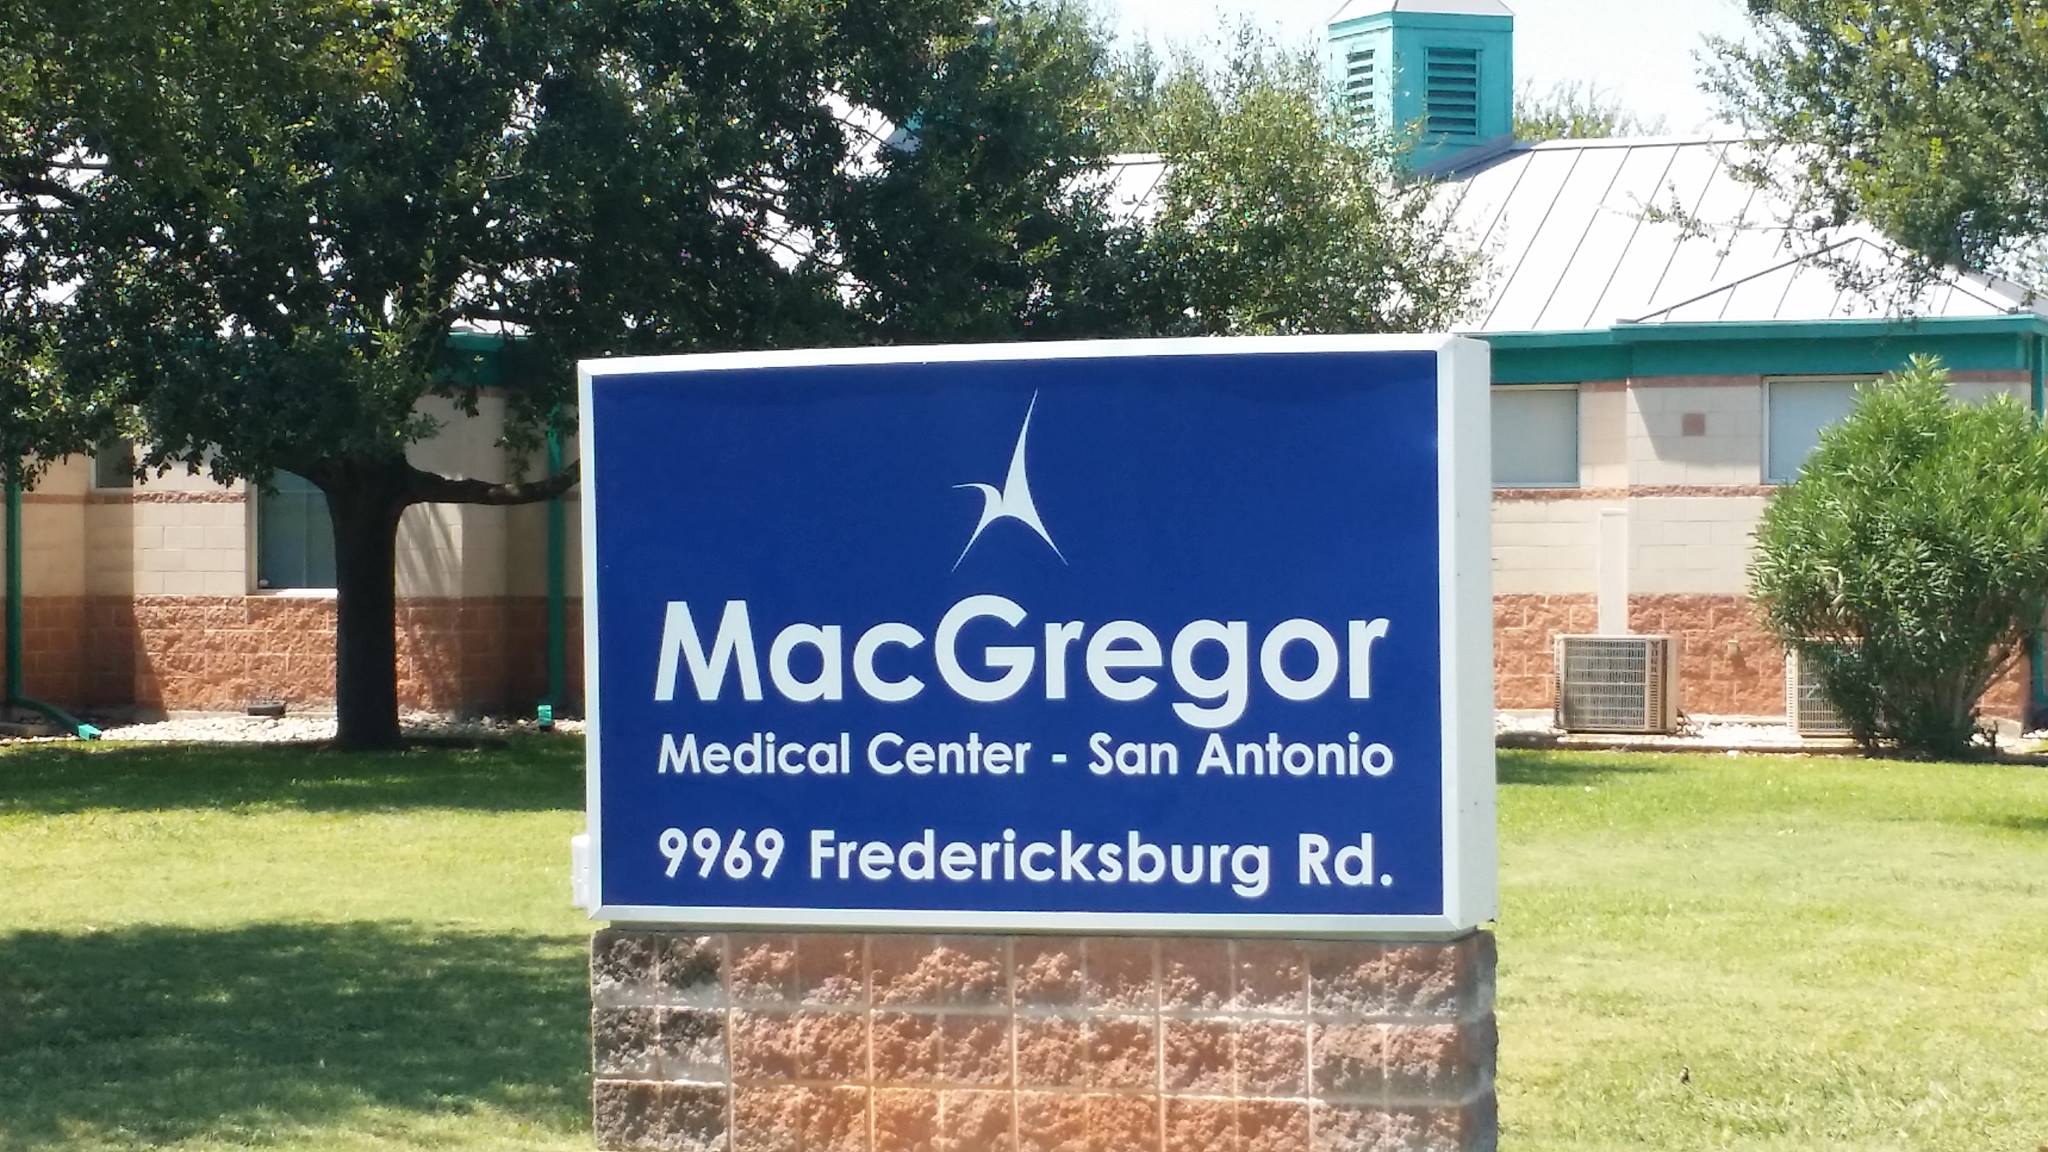 MacGregor
Medical Center - San Antonio
9969 Fredericksburg Rd.